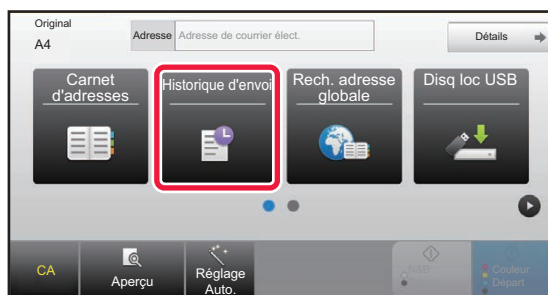 Original
A4
Adresse
Adresse de courrier élect.
Détails
Carnet
d'adresses
Historique d'envoi
Rech. adresse
globale
Disq loc USB
CA
Aperçu
Réglage
Auto.
N&B
Départ
Couleur
Départ